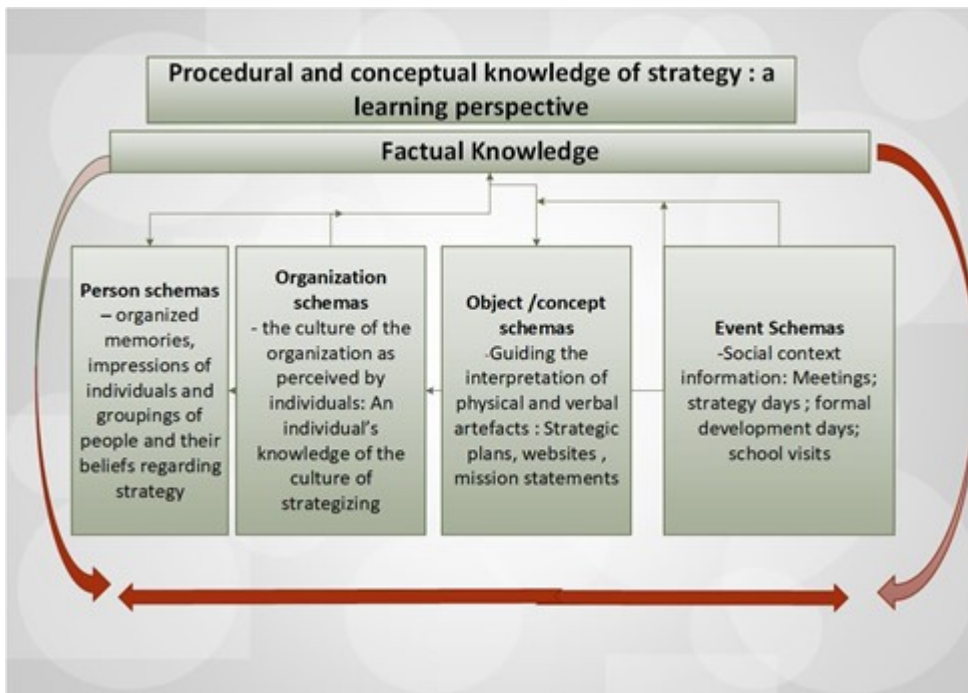 Procedural and conceptual knowledge of strategy : a
learning perspective
Factual Knowledge
Person schemas
– organized
memories,
impressions of
individuals and
groupings of
people and their
beliefs regarding
strategy
Organization
schemas
- the culture of the
organization as
perceived by
individuals: An
individual's
knowledge of the
culture of
strategizing
Object /concept
schemas
-Guiding the
interpretation of
physical and verbal
artefacts : Strategic
plans, websites ,
mission statements
Event Schemas
-Social context
information: Meetings;
strategy days ; formal
development days;
school visits